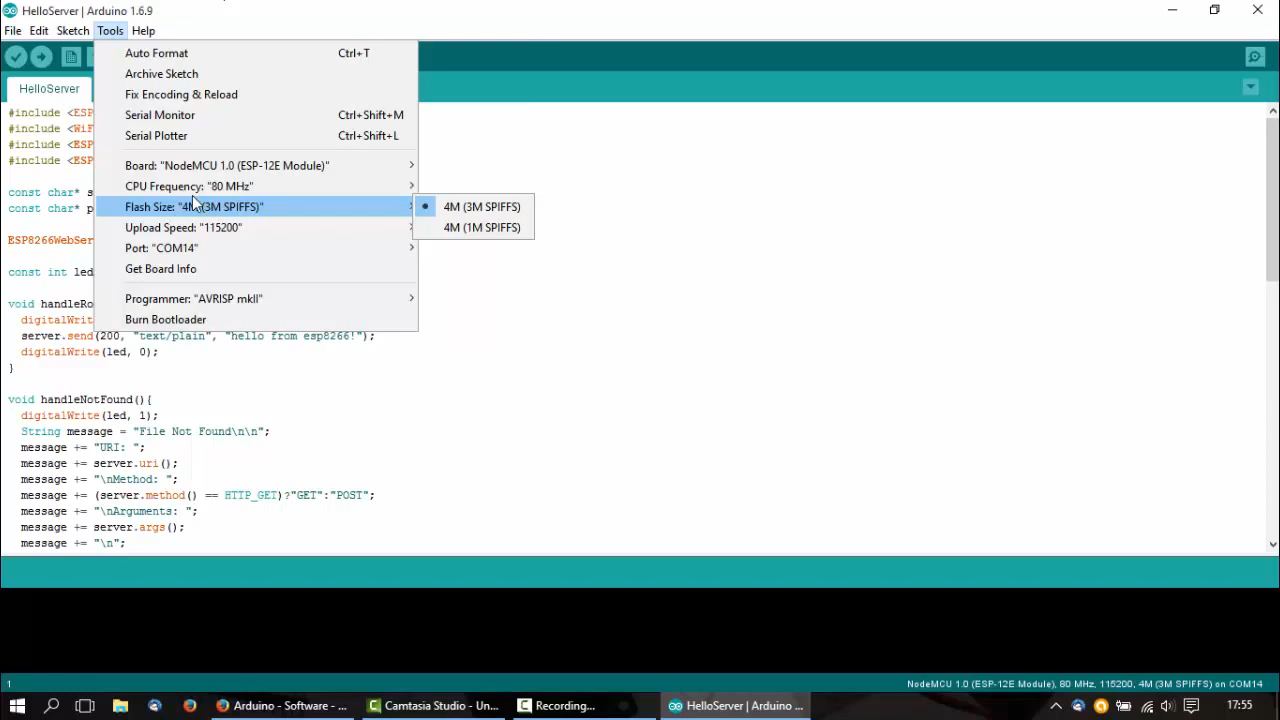 HelloServer | Arduino 1.6.9
File Edit Sketch Tools Help
Auto Format Ctrl+T
Archive Sketch
Fix Encoding & Reload
Serial Monitor Ctrl+Shift+M
Serial Plotter Ctrl+Shift+L
Board: "NodeMCU 1.0 (ESP-12E Module)"
CPU Frequency: "80 MHz"
Flash Size: "4M (3M SPIFFS)"
4M (3M SPIFFS)
4M (1M SPIFFS)
Upload Speed: "115200"
Port: "COM14"
Get Board Info
Programmer: "AVRISP mkII"
Burn Bootloader
HelloServer
#include <ESP
#include <WiF
#include <ESP
#include <ESP
const char* s
const char* p
ESP8266WebSer
const int led
void handleRo
digitalWrit
server.send(200, "text/plain", "hello from esp8266!");
digitalWrite(led, 0);
}
void handleNotFound(){
digitalWrite(led, 1);
String message = "File Not Found\n\n";
message += "URI: ";
message += server.uri();
message += "\nMethod: ";
message += (server.method() == HTTP_GET)?"GET":"POST";
message += "\nArguments: ";
message += server.args();
message += "\n";
1 NodeMCU 1.0 (ESP-12E Module), 80 MHz, 115200, 4M (3M SPIFFS) on COM14
Arduino - Software - ... Camtasia Studio - Un... Recording... HelloServer | Arduino ... 17:55